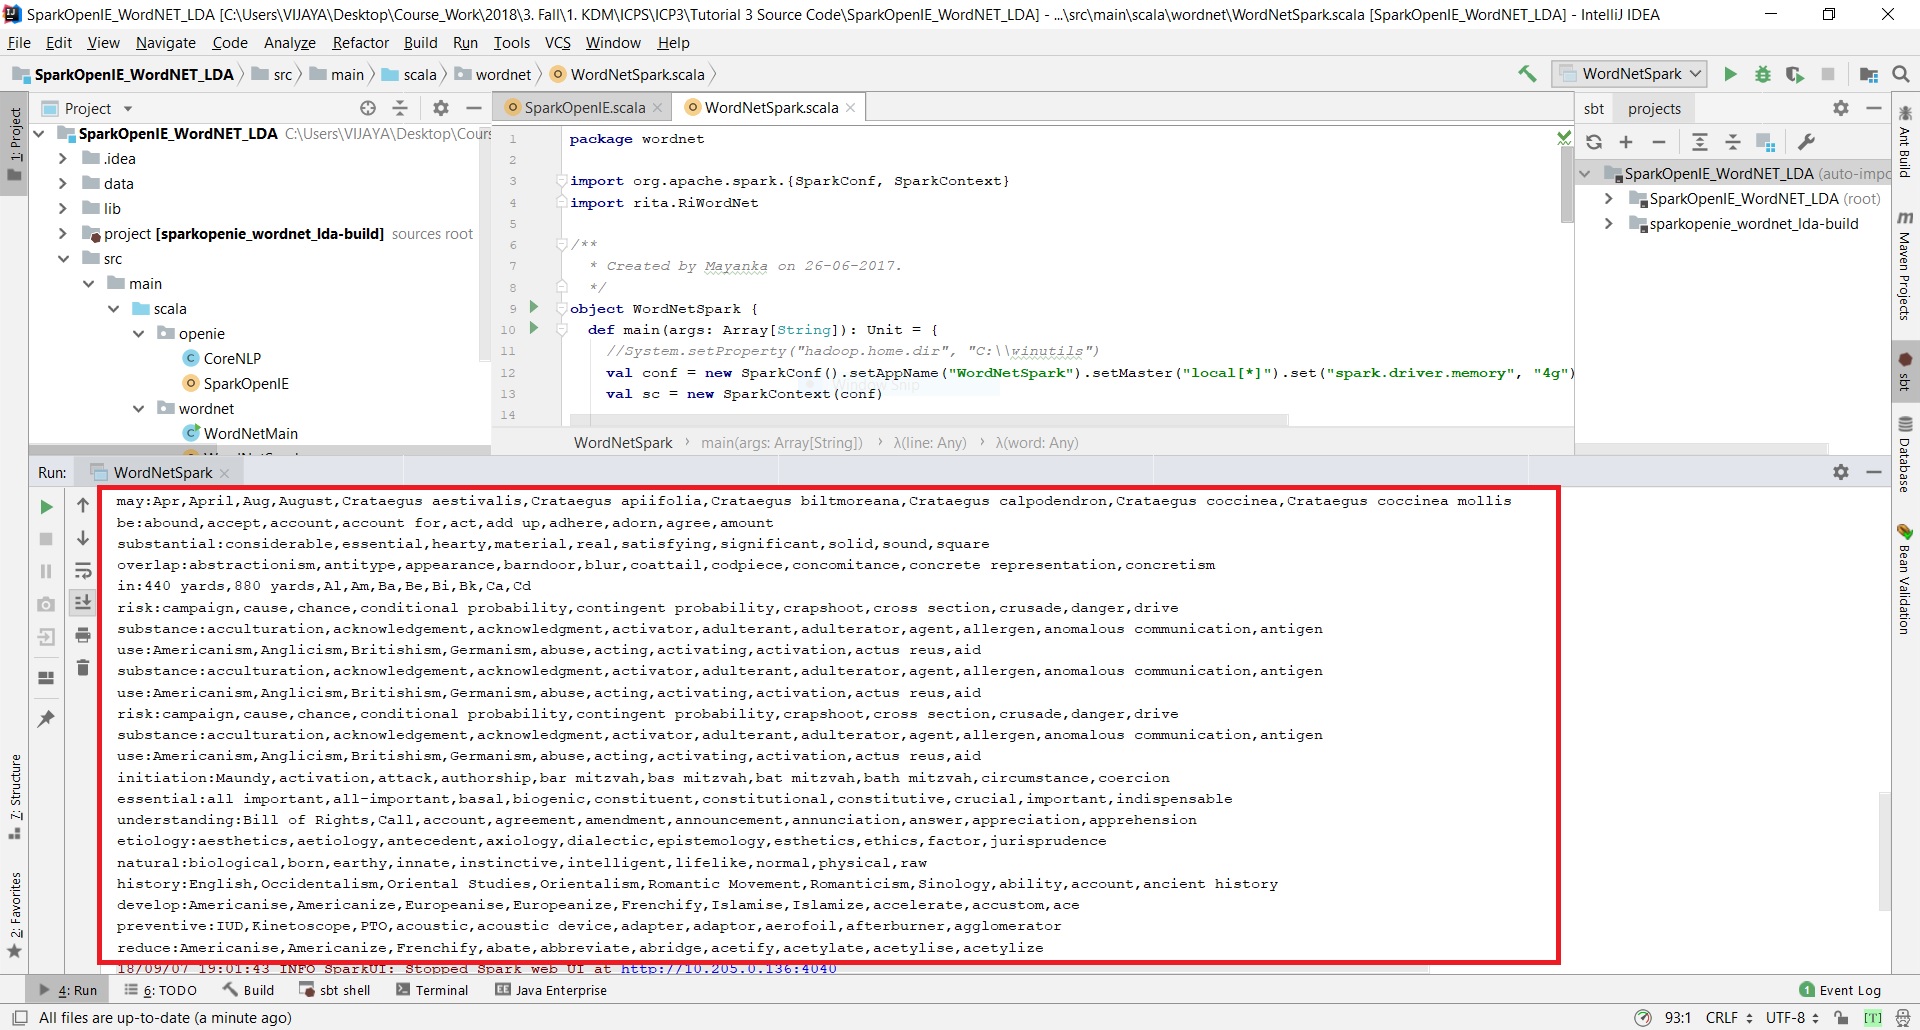 SparkOpenIE_WordNET_LDA [C:\Users\VIJAYA\Desktop\Course_Work\2018\3. Fall\1. KDM\ICPS\ICP3\Tutorial 3 Source Code\SparkOpenIE_WordNET_LDA] - ...\src\main\scala\wordnet\WordNetSpark.scala [SparkOpenIE_WordNET_LDA] - IntelliJ IDEA
File Edit View Navigate Code Analyze Refactor Build Run Tools VCS Window Help
SparkOpenIE_WordNET_LDA src main scala wordnet WordNetSpark.scala
WordNetSpark
Project
SparkOpenIE.scala
WordNetSpark.scala
sbt projects
1: Project
SparkOpenIE_WordNET_LDA C:\Users\VIJAYA\Desktop\Cours
.idea
data
lib
project [sparkopenie_wordnet_lda-build] sources root
src
main
scala
openie
CoreNLP
SparkOpenIE
wordnet
WordNetMain
1 package wordnet
2
3 import org.apache.spark.{SparkConf, SparkContext}
4 import rita.RiWordNet
5
6 /**
7 * Created by Mayanka on 26-06-2017.
8 */
9 object WordNetSpark {
10 def main(args: Array[String]): Unit = {
11 //System.setProperty("hadoop.home.dir", "C:\\winutils")
12 val conf = new SparkConf().setAppName("WordNetSpark").setMaster("local[*]").set("spark.driver.memory", "4g")
13 val sc = new SparkContext(conf)
14
WordNetSpark main(args: Array[String]) λ(line: Any) λ(word: Any)
SparkOpenIE_WordNET_LDA (auto-impo
SparkOpenIE_WordNET_LDA (root)
sparkopenie_wordnet_lda-build
Ant Build
Maven Projects
sbt
Database
Bean Validation
Run: WordNetSpark
may:Apr,April,Aug,August,Crataegus aestivalis,Crataegus apiifolia,Crataegus biltmoreana,Crataegus calpodendron,Crataegus coccinea,Crataegus coccinea mollis
be:abound,accept,account,account for,act,add up,adhere,adorn,agree,amount
substantial:considerable,essential,hearty,material,real,satisfying,significant,solid,sound,square
overlap:abstractionism,antitype,appearance,barndoor,blur,coattail,codpiece,concomitance,concrete representation,concretism
in:440 yards,880 yards,Al,Am,Ba,Be,Bi,Bk,Ca,Cd
risk:campaign,cause,chance,conditional probability,contingent probability,crapshoot,cross section,crusade,danger,drive
substance:acculturation,acknowledgement,acknowledgment,activator,adulterant,adulterator,agent,allergen,anomalous communication,antigen
use:Americanism,Anglicism,Britishism,Germanism,abuse,acting,activating,activation,actus reus,aid
substance:acculturation,acknowledgement,acknowledgment,activator,adulterant,adulterator,agent,allergen,anomalous communication,antigen
use:Americanism,Anglicism,Britishism,Germanism,abuse,acting,activating,activation,actus reus,aid
risk:campaign,cause,chance,conditional probability,contingent probability,crapshoot,cross section,crusade,danger,drive
substance:acculturation,acknowledgement,acknowledgment,activator,adulterant,adulterator,agent,allergen,anomalous communication,antigen
use:Americanism,Anglicism,Britishism,Germanism,abuse,acting,activating,activation,actus reus,aid
initiation:Maundy,activation,attack,authorship,bar mitzvah,bas mitzvah,bat mitzvah,bath mitzvah,circumstance,coercion
essential:all important,all-important,basal,biogenic,constituent,constitutional,constitutive,crucial,important,indispensable
understanding:Bill of Rights,Call,account,agreement,amendment,announcement,annunciation,answer,appreciation,apprehension
etiology:aesthetics,aetiology,antecedent,axiology,dialectic,epistemology,esthetics,ethics,factor,jurisprudence
natural:biological,born,earthy,innate,instinctive,intelligent,lifelike,normal,physical,raw
history:English,Occidentalism,Oriental Studies,Orientalism,Romantic Movement,Romanticism,Sinology,ability,account,ancient history
develop:Americanise,Americanize,Europeanise,Europeanize,Frenchify,Islamise,Islamize,accelerate,accustom,ace
preventive:IUD,Kinetoscope,PTO,acoustic,acoustic device,adapter,adaptor,aerofoil,afterburner,agglomerator
reduce:Americanise,Americanize,Frenchify,abate,abbreviate,abridge,acetify,acetylate,acetylise,acetylize
18/09/07 19:01:43 INFO SparkUI: Stopped Spark web UI at http://10.205.0.136:4040
7: Structure
2: Favorites
4: Run 6: TODO Build sbt shell Terminal Java Enterprise
1 Event Log
All files are up-to-date (a minute ago)
93:1 CRLF UTF-8 [T]